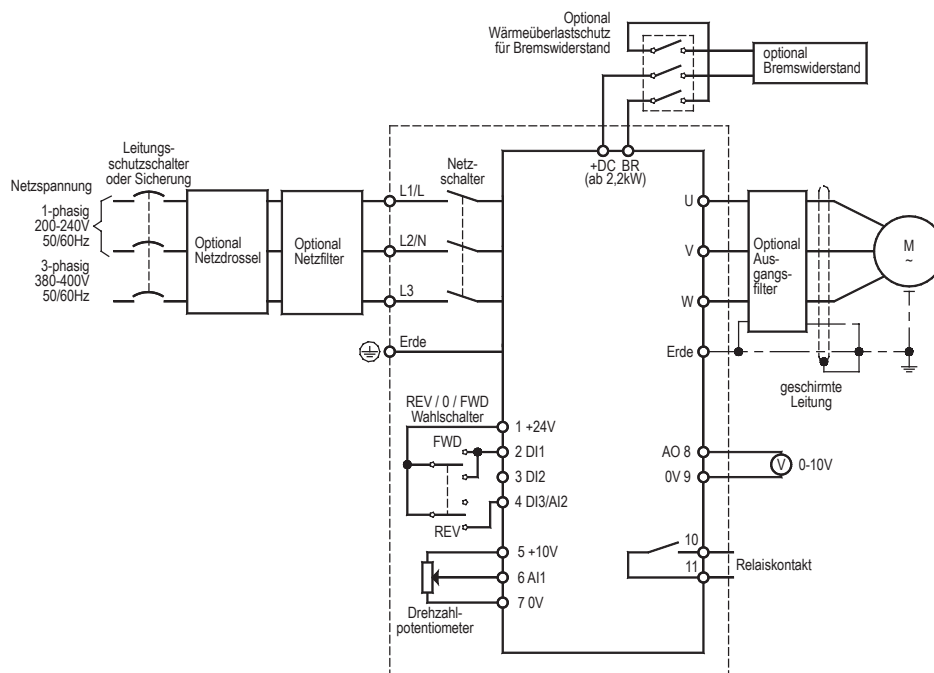 Optional
Wärmeüberlastschutz
für Bremswiderstand
optional
Bremswiderstand
Leitungs-
schutzschalter
oder Sicherung
Netzspannung
1-phasig
200-240V
50/60Hz
3-phasig
380-400V
50/60Hz
Optional
Netzdrossel
Optional
Netzfilter
Netz-
schalter
L1/L
L2/N
L3
Erde
+DC BR
(ab 2,2kW)
U
V
W
Erde
Optional
Aus-
gangs-
filter
M
~
geschirmte
Leitung
REV / 0 / FWD
Wahlschalter
FWD
REV
1 +24V
2 DI1
3 DI2
4 DI3/AI2
5 +10V
6 AI1
7 0V
Drehzahl-
potentiometer
AO 8
0V 9
V
0-10V
10
11
Relaiskontakt